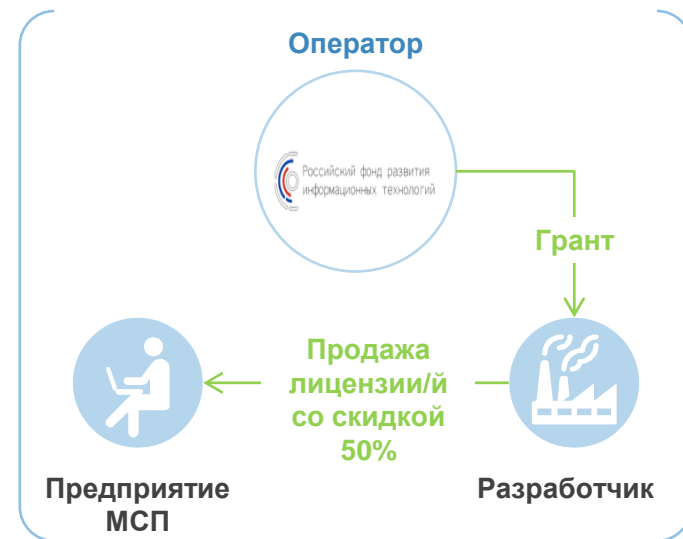 Оператор
Российский фонд развития
информационных технологий
Грант
Продажа
лицензии/й
со скидкой
50%
Предприятие
МСП
Разработчик